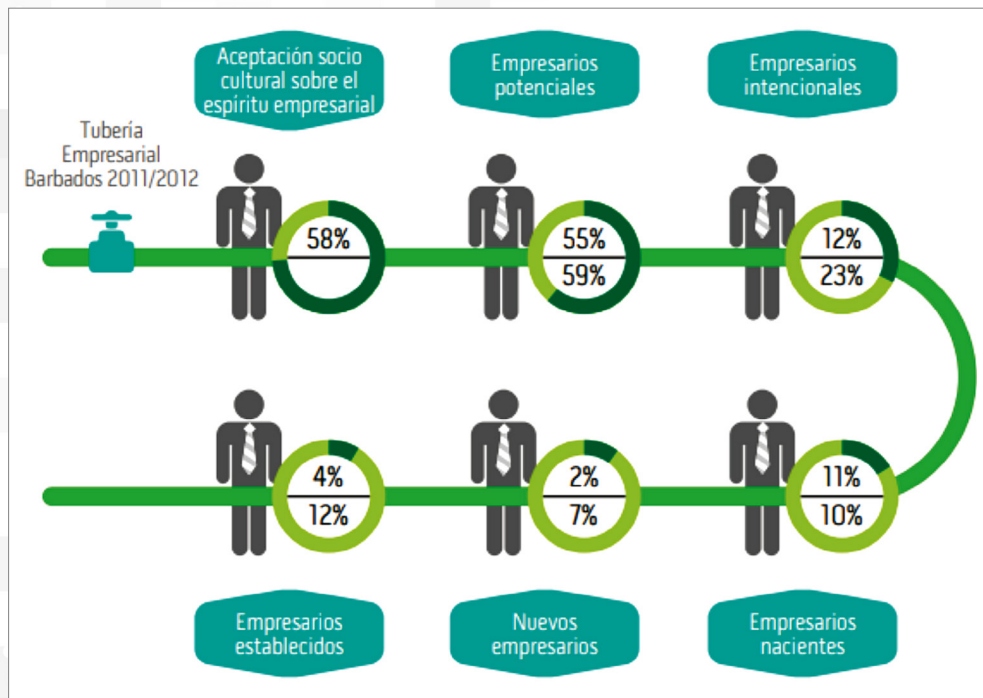 Aceptación socio
cultural sobre el
espíritu empresarial
Empresarios
potenciales
Empresarios
intencionales
Tubería
Empresarial
Barbados 2011/2012
58%
55%
59%
12%
23%
4%
12%
2%
7%
11%
10%
Empresarios
establecidos
Nuevos
empresarios
Empresarios
nacientes